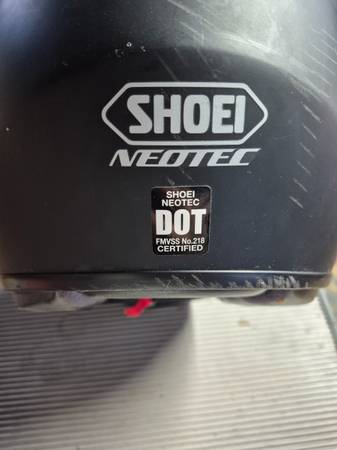 SHOEI
NEOTEC
SHOEI
NEOTEC
DOT
FMVSS No.218
CERTIFIED